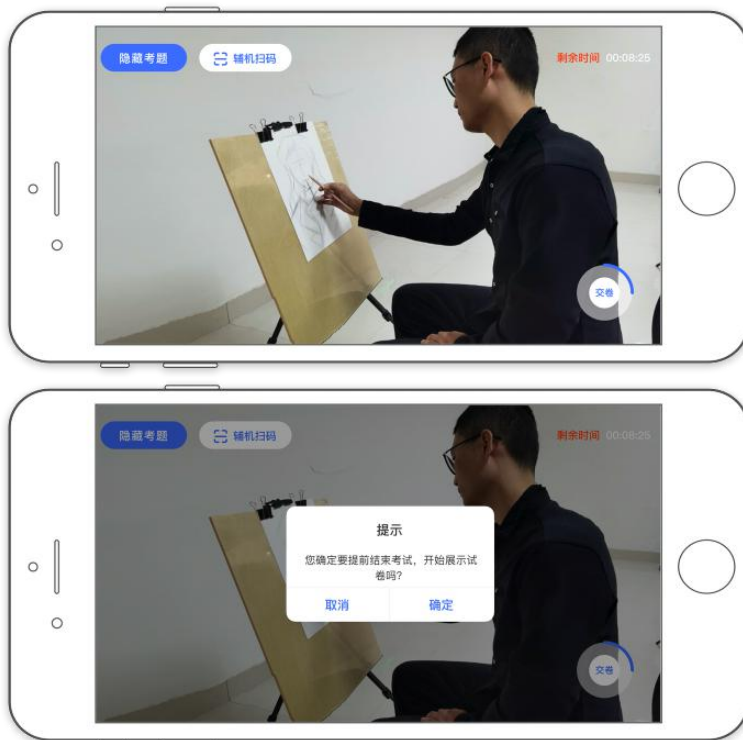 隐藏考题
辅机扫码
剩余时间 00:08:25
交卷
隐藏考题
辅机扫码
剩余时间 00:08:25
提示
您确定要提前结束考试，开始展示试
卷吗？
取消
确定
交卷